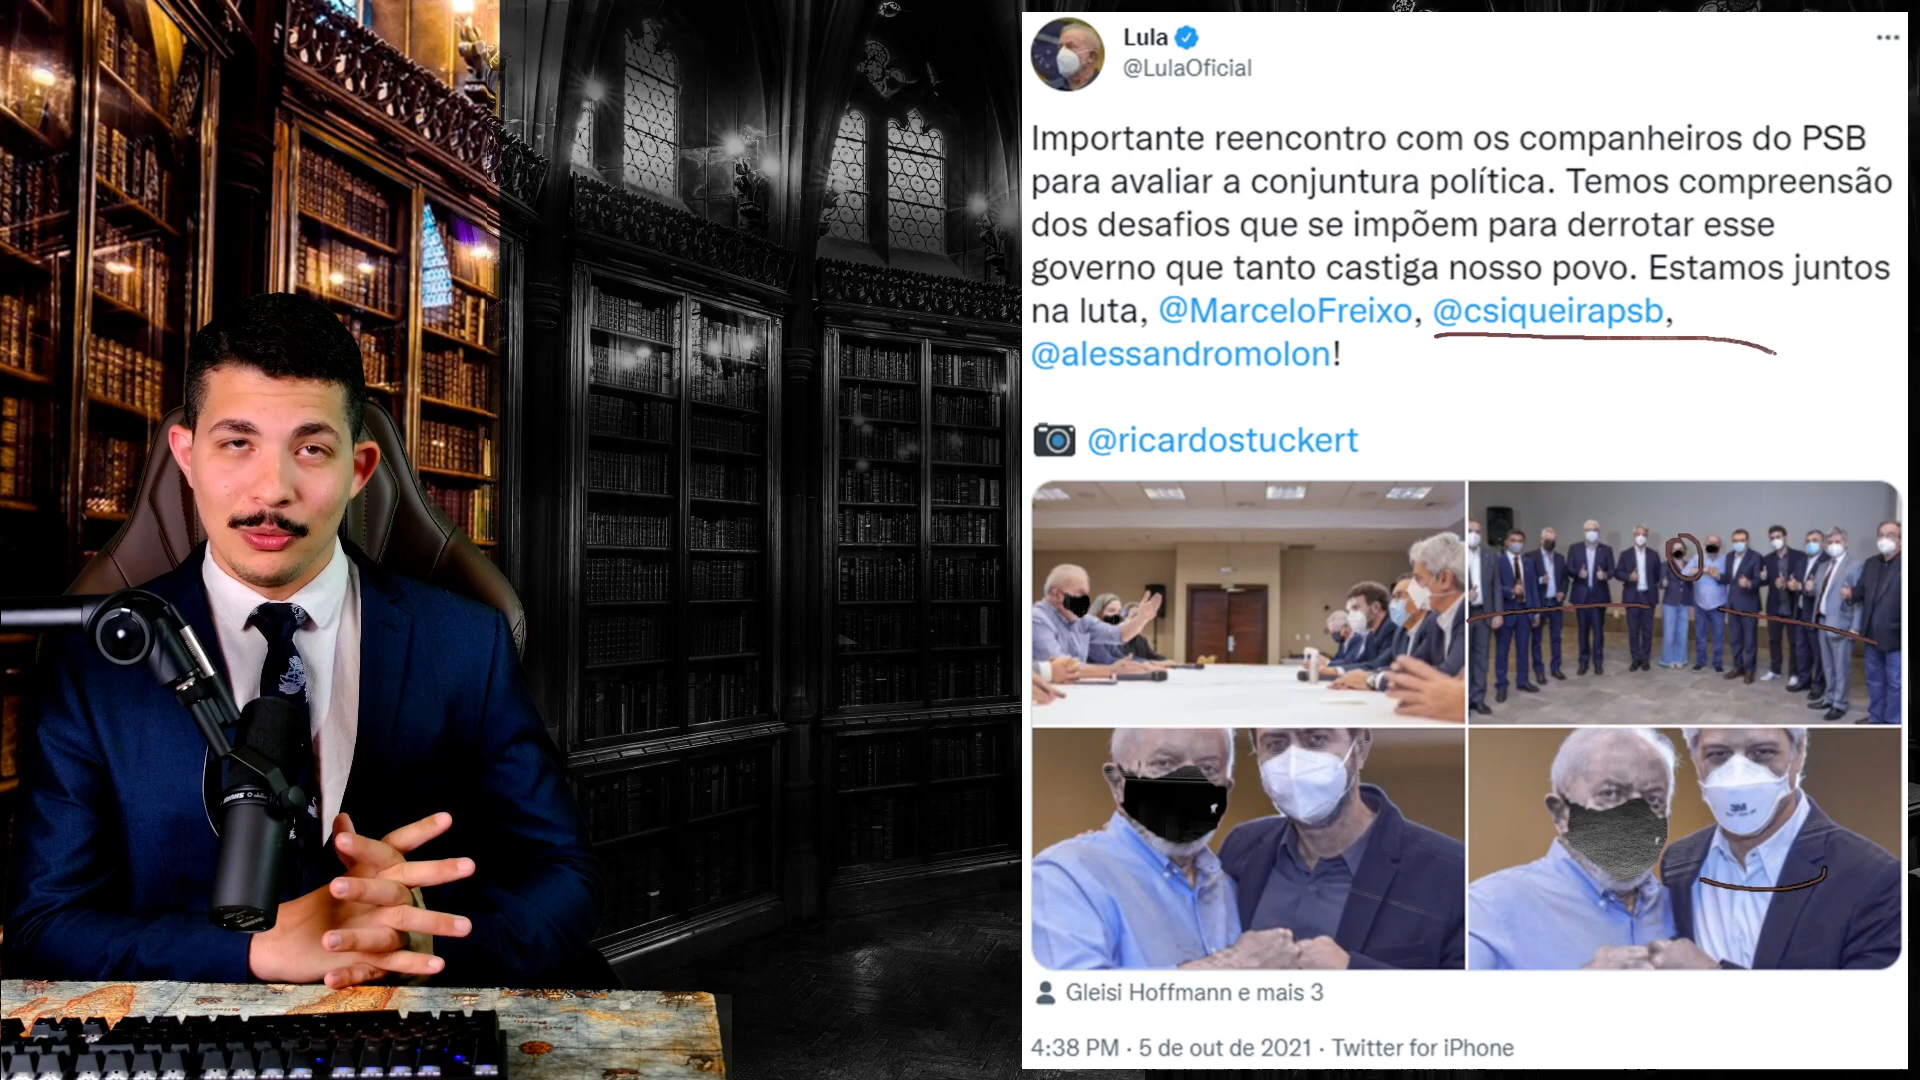 Lula
@LulaOficial
Importante reencontro com os companheiros do PSB
para avaliar a conjuntura política. Temos compreensão
dos desafios que se impõem para derrotar esse
governo que tanto castiga nosso povo. Estamos juntos
na luta, @MarceloFreixo, @csiqueirapsb,
@alessandromolon!
@ricardostuckert
3M
Gleisi Hoffmann e mais 3
4:38 PM · 5 de out de 2021 · Twitter for iPhone